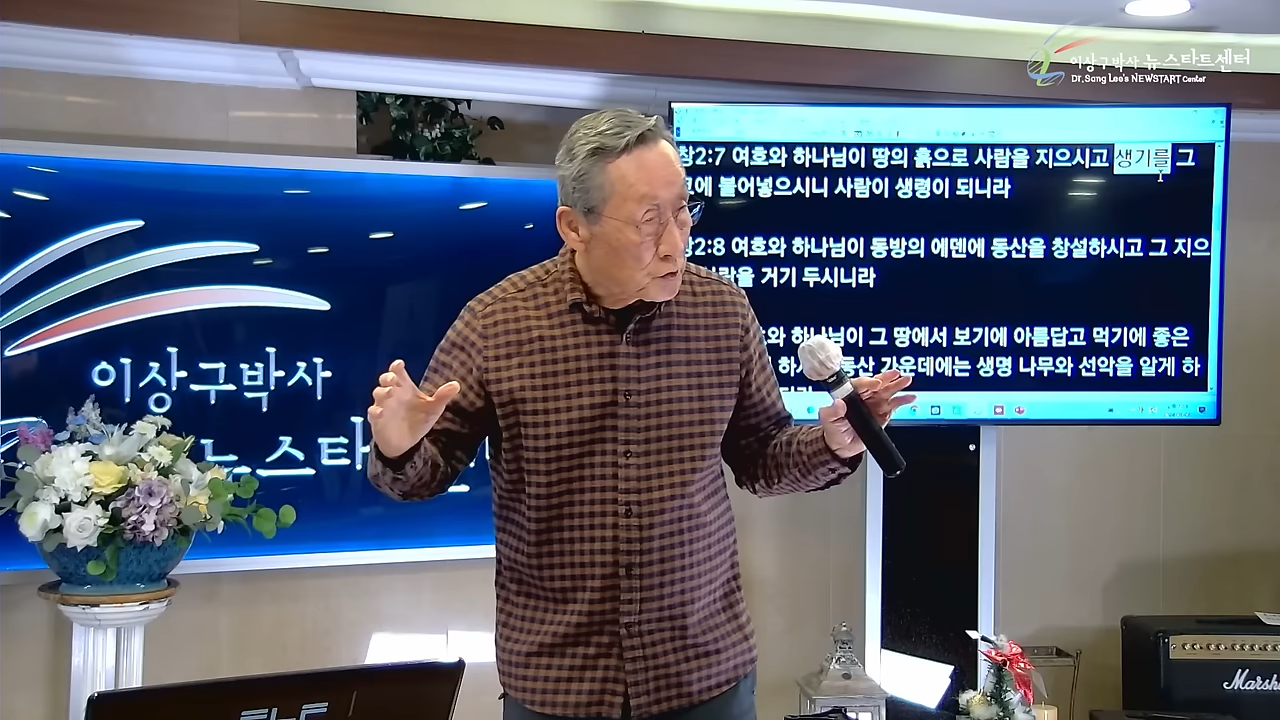 이상구박사 뉴스타트센터
Dr.Sang Lee's NEWSTART Center
창2:7 여호와 하나님이 땅의 흙으로 사람을 지으시고 생기를 그
코에 불어넣으시니 사람이 생령이 되니라
창2:8 여호와 하나님이 동방의 에덴에 동산을 창설하시고 그 지으
거기 두시니라
하나님이 그 땅에서 보기에 아름답고 먹기에 좋은
동산 가운데에는 생명 나무와 선악을 알게 하
이상구박사
뉴스타
Marsh